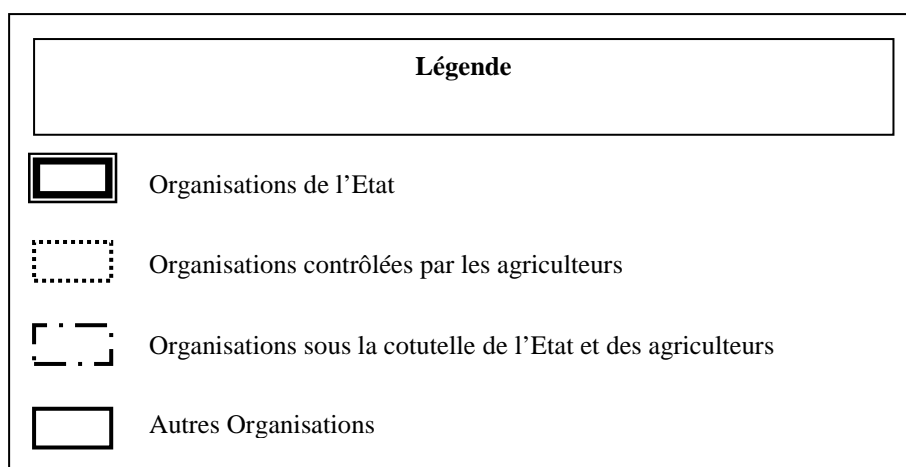 Légende
Organisations de l’Etat
Organisations contrôlées par les agriculteurs
Organisations sous la cotutelle de l’Etat et des agriculteurs
Autres Organisations